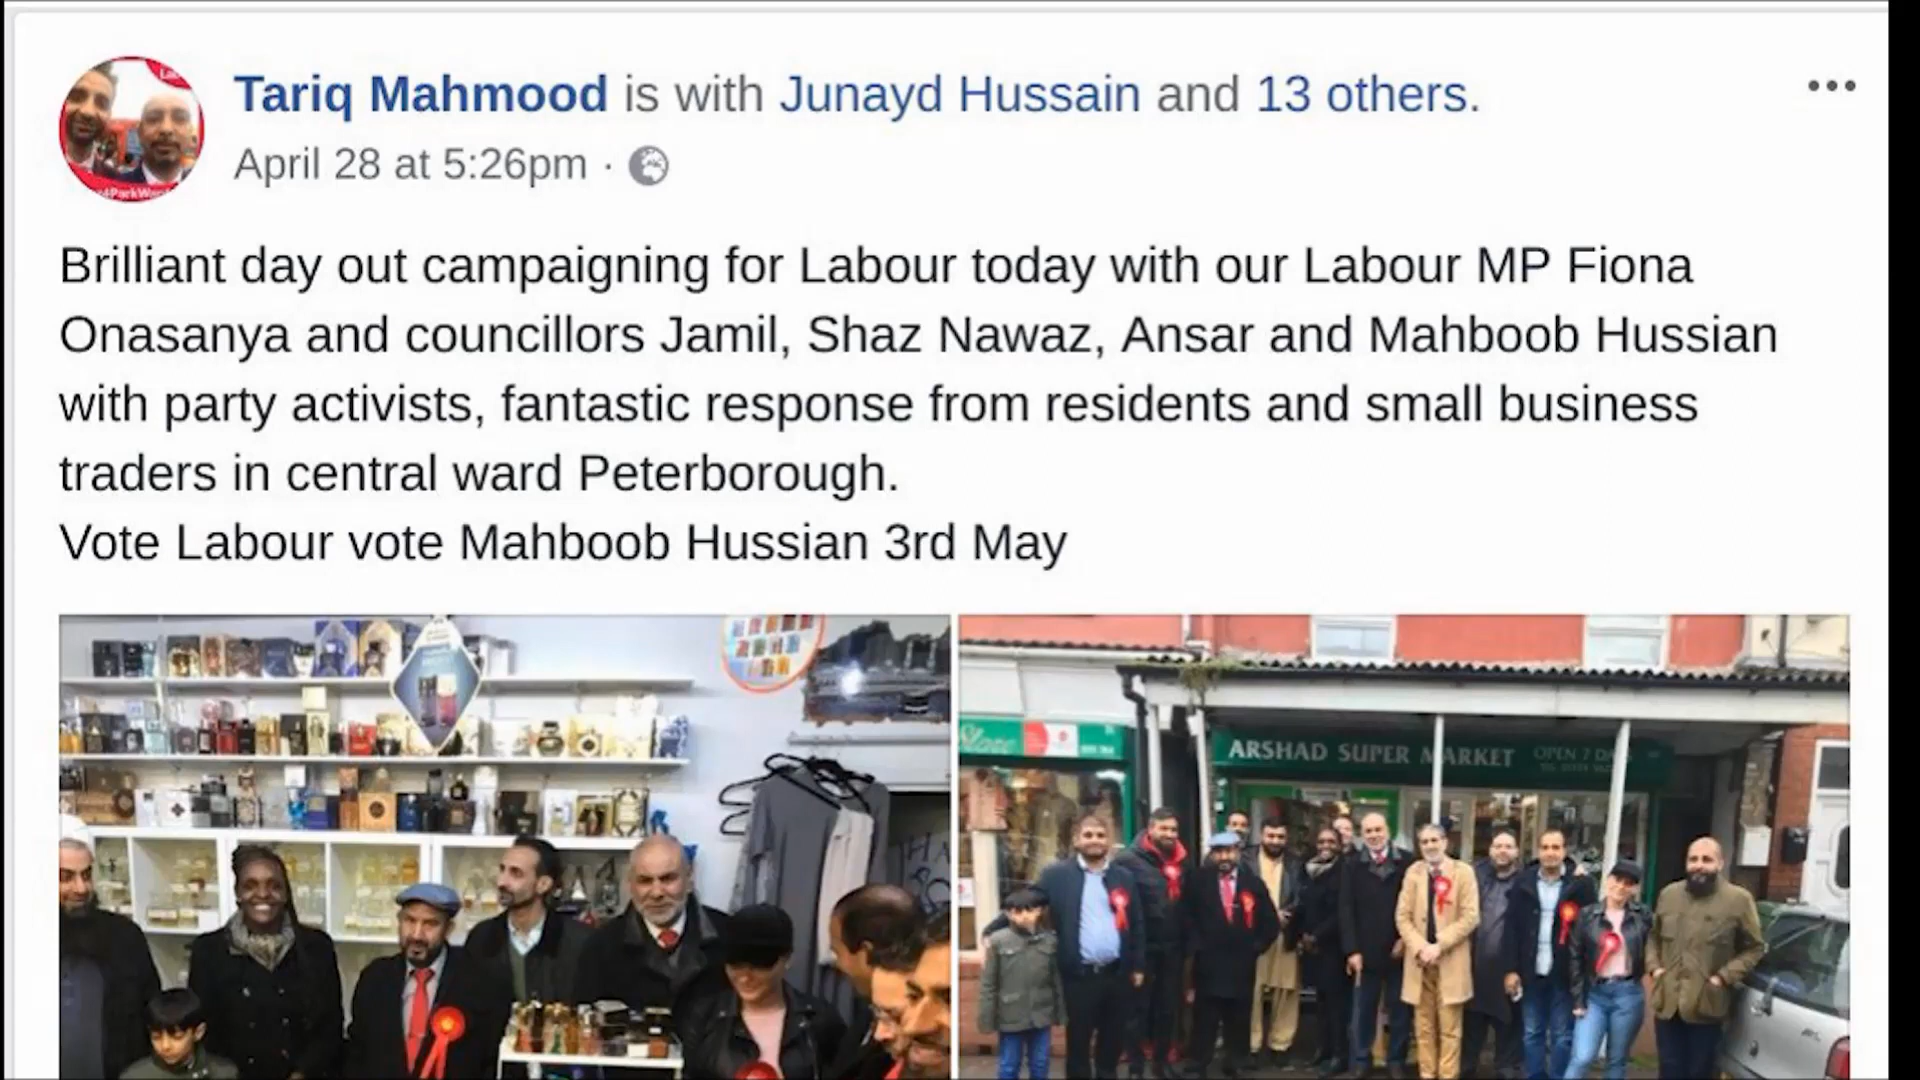 Tariq Mahmood is with Junayd Hussain and 13 others.
April 28 at 5:26pm ·
Brilliant day out campaigning for Labour today with our Labour MP Fiona
Onasanya and councillors Jamil, Shaz Nawaz, Ansar and Mahboob Hussian
with party activists, fantastic response from residents and small business
traders in central ward Peterborough.
Vote Labour vote Mahboob Hussian 3rd May
ARSHAD SUPER MARKET OPEN 7